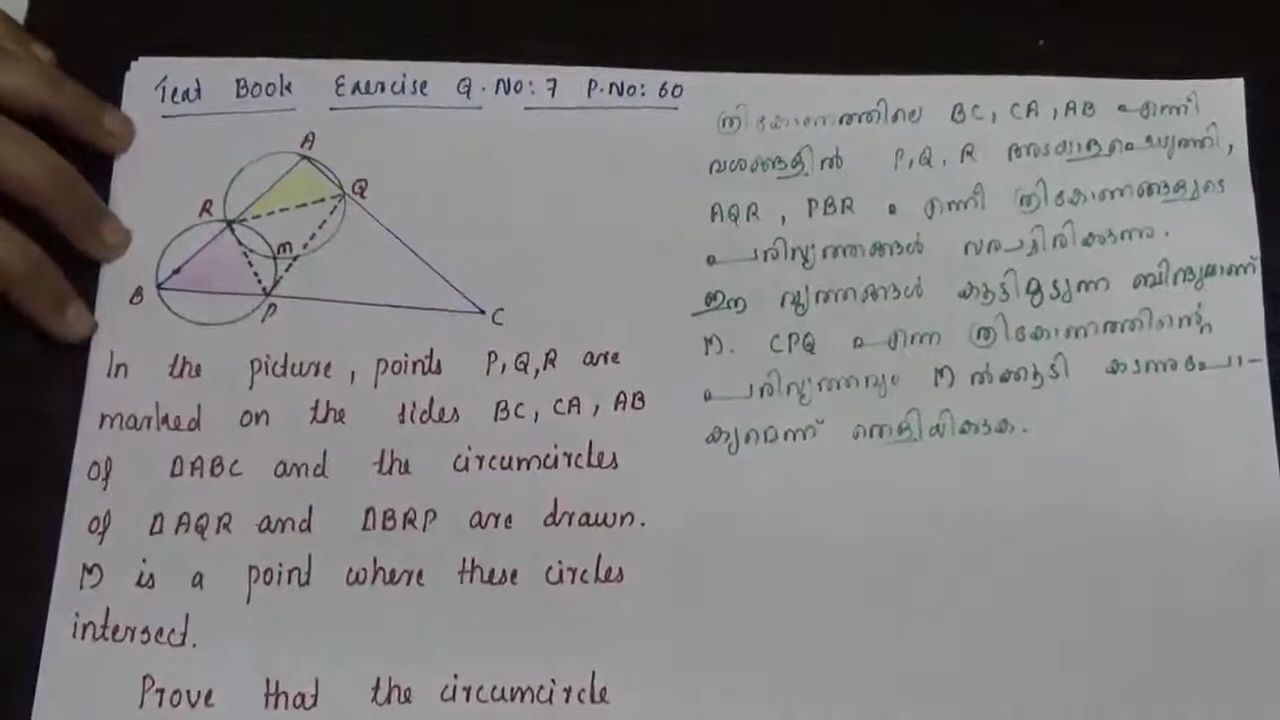 Text Book Exercise Q.No: 7 P.No: 60
A
Q
R
m
B
P
C
In the picture, points P, Q, R are
marked on the sides BC, CA, AB
of ΔABC and the circumcircles
of ΔAQR and ΔBRP are drawn.
M is a point where these circles
intersect.
Prove that the circumcircle
ത്രികോണത്തിലെ BC, CA, AB എന്നീ
വശങ്ങളിൽ P, Q, R അടയാളപ്പെടുത്തി,
AQR, PBR എന്നീ ത്രികോണങ്ങളുടെ
പരിവൃത്തങ്ങൾ വരച്ചിരിക്കുന്നു.
ഈ വൃത്തങ്ങൾ കൂട്ടിമുട്ടുന്ന ബിന്ദുവാണ്
M. CPQ എന്ന ത്രികോണത്തിന്റെ
പരിവൃത്തവും M ൽക്കൂടി കടന്നുപോ-
കുമെന്ന് തെളിയിക്കുക.